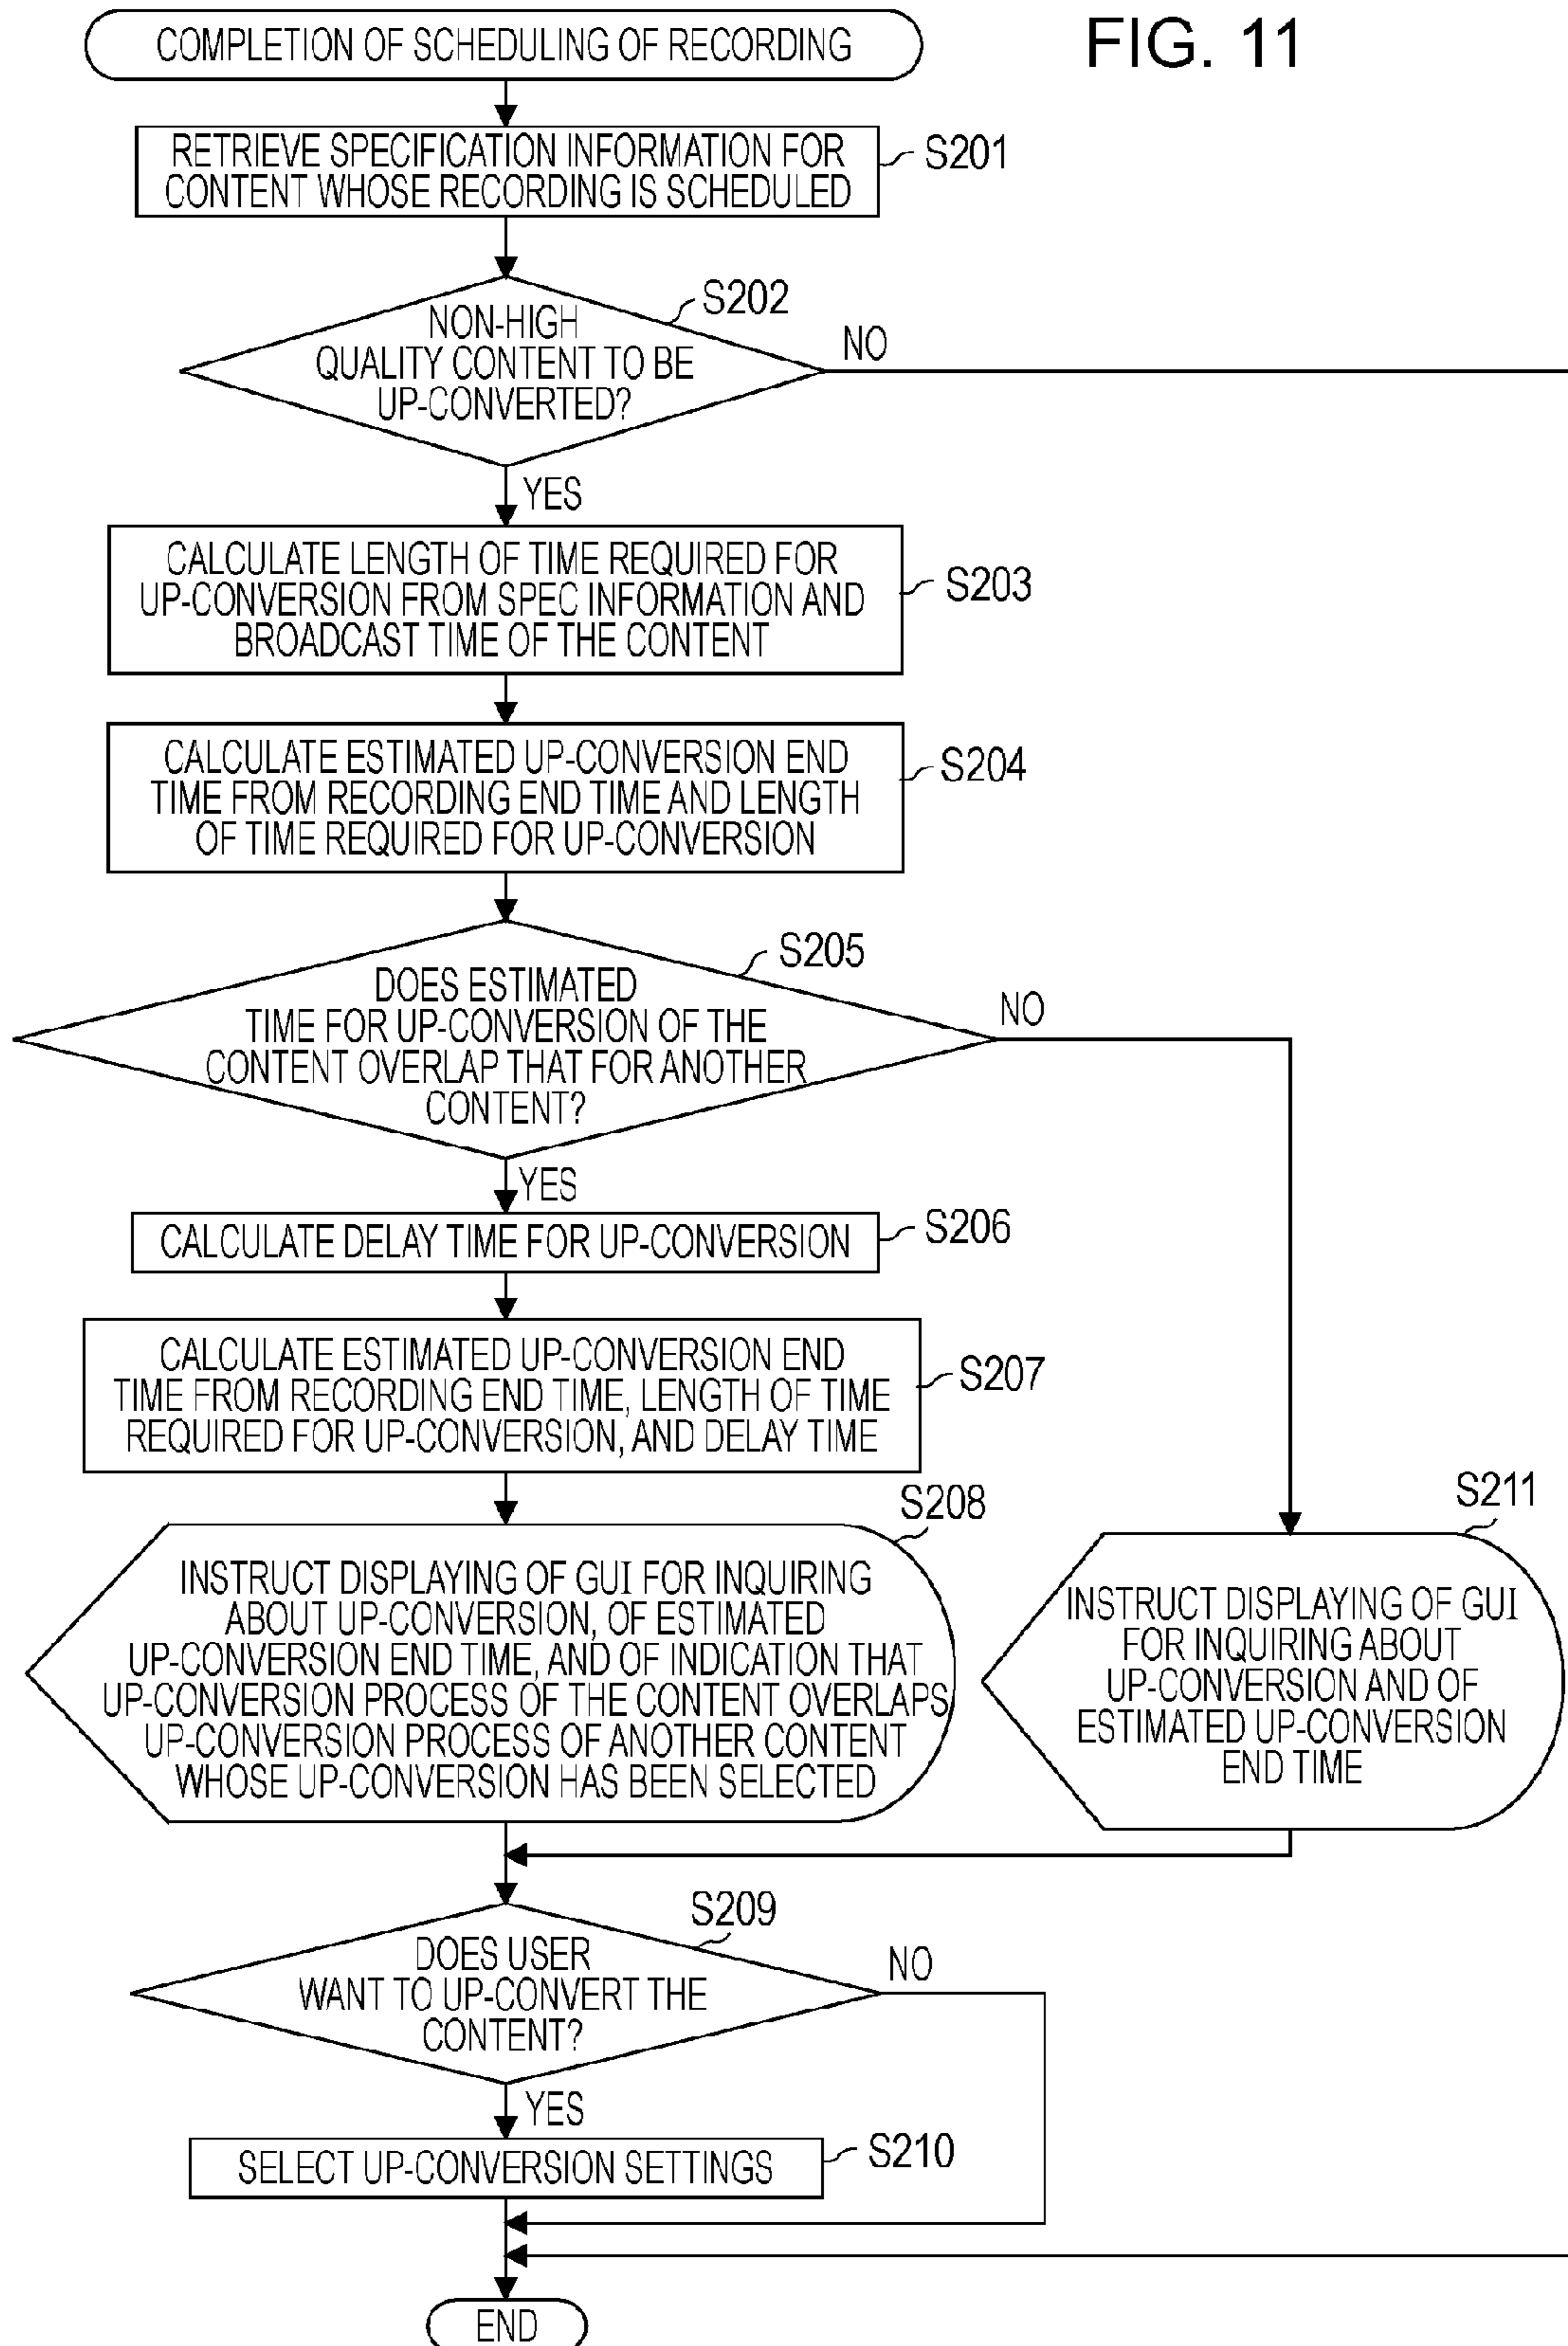 FIG. 11
COMPLETION OF SCHEDULING OF RECORDING
RETRIEVE SPECIFICATION INFORMATION FOR
CONTENT WHOSE RECORDING IS SCHEDULED
S201
S202
NON-HIGH
QUALITY CONTENT TO BE
UP-CONVERTED?
NO
YES
CALCULATE LENGTH OF TIME REQUIRED FOR
UP-CONVERSION FROM SPEC INFORMATION AND
BROADCAST TIME OF THE CONTENT
S203
CALCULATE ESTIMATED UP-CONVERSION END
TIME FROM RECORDING END TIME AND LENGTH
OF TIME REQUIRED FOR UP-CONVERSION
S204
S205
DOES ESTIMATED
TIME FOR UP-CONVERSION OF THE
CONTENT OVERLAP THAT FOR ANOTHER
CONTENT?
NO
YES
CALCULATE DELAY TIME FOR UP-CONVERSION
S206
CALCULATE ESTIMATED UP-CONVERSION END
TIME FROM RECORDING END TIME, LENGTH OF TIME
REQUIRED FOR UP-CONVERSION, AND DELAY TIME
S207
S208
INSTRUCT DISPLAYING OF GUI FOR INQUIRING
ABOUT UP-CONVERSION, OF ESTIMATED
UP-CONVERSION END TIME, AND OF INDICATION THAT
UP-CONVERSION PROCESS OF THE CONTENT OVERLAPS
UP-CONVERSION PROCESS OF ANOTHER CONTENT
WHOSE UP-CONVERSION HAS BEEN SELECTED
S211
INSTRUCT DISPLAYING OF GUI
FOR INQUIRING ABOUT
UP-CONVERSION AND OF
ESTIMATED UP-CONVERSION
END TIME
S209
DOES USER
WANT TO UP-CONVERT THE
CONTENT?
NO
YES
SELECT UP-CONVERSION SETTINGS
S210
END